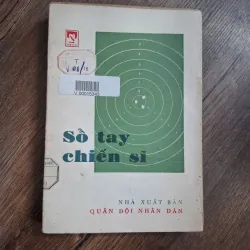 Sổ tay
chiến sĩ
NHÀ XUẤT BẢN
QUÂN ĐỘI NHÂN DÂN